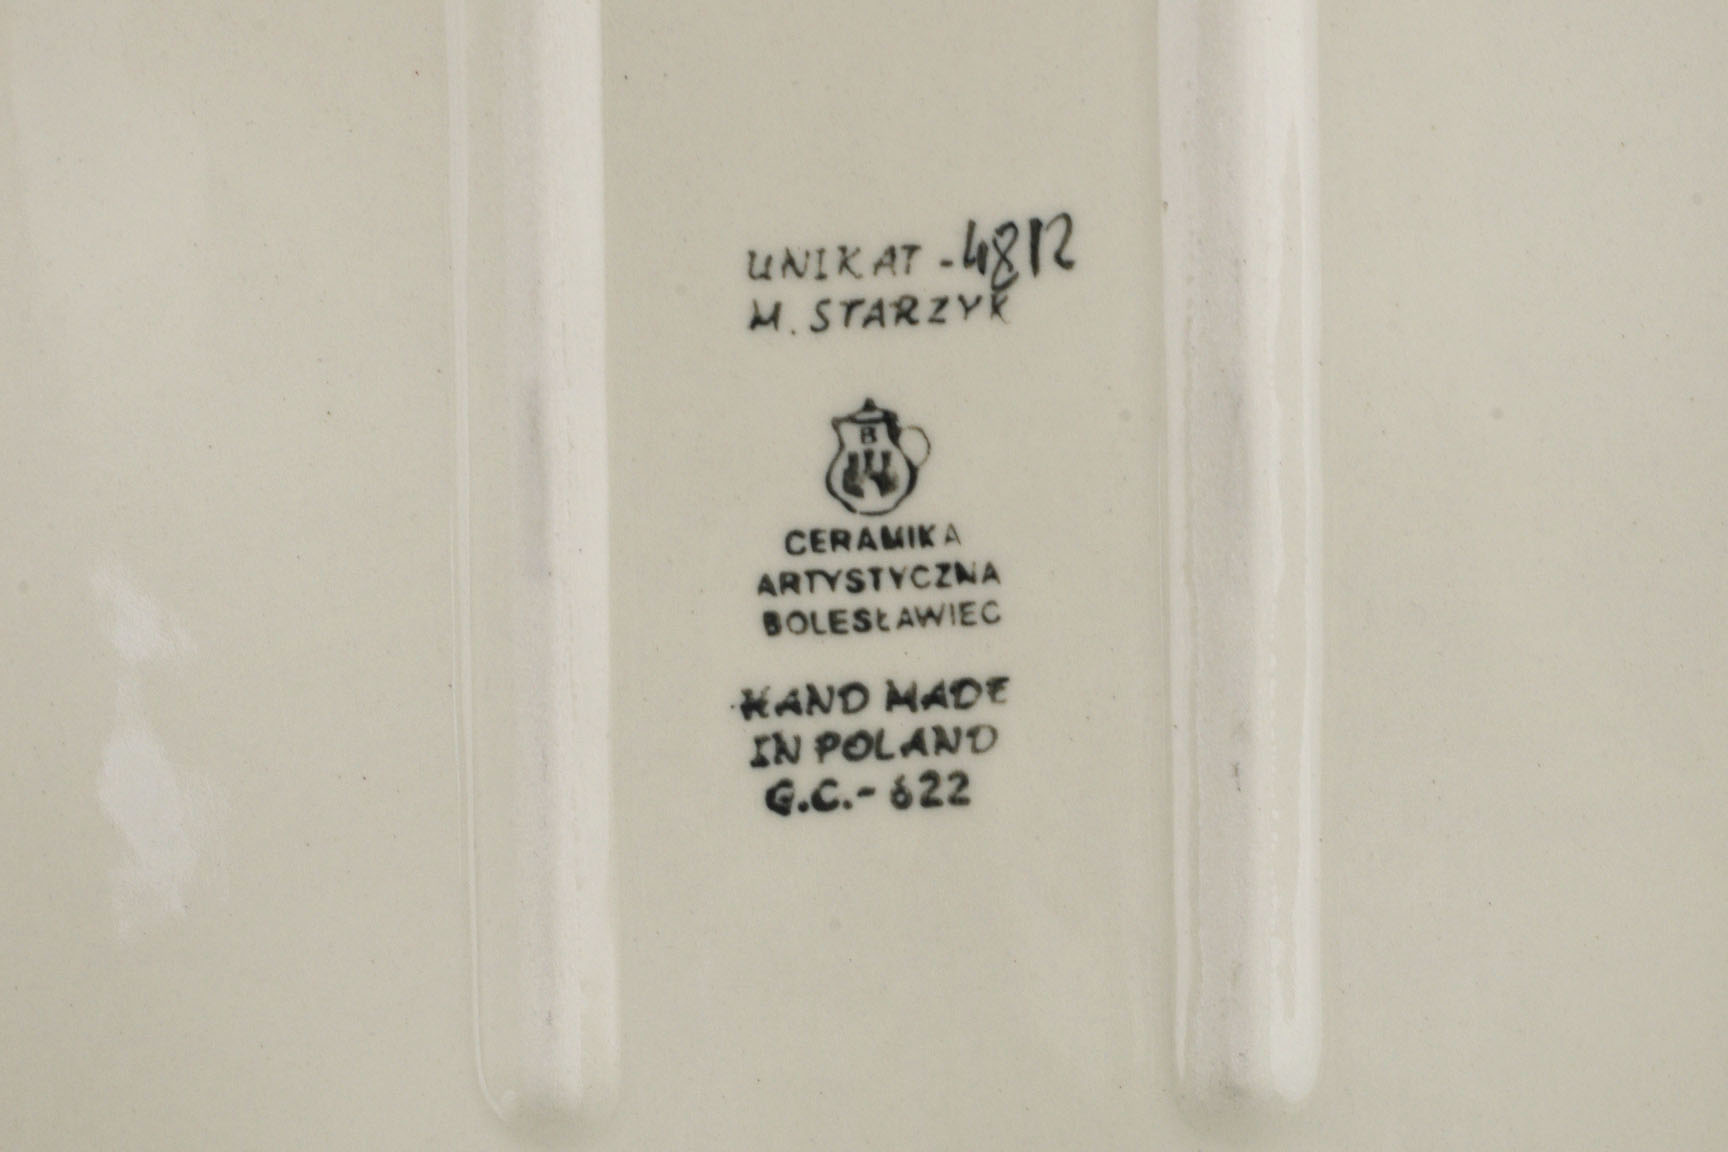 UNIKAT - 4812
M. STARZYK
B
CERAMIKA
ARTYSTYCZNA
BOLESŁAWIEC
HAND MADE
IN POLAND
G.C.- 622